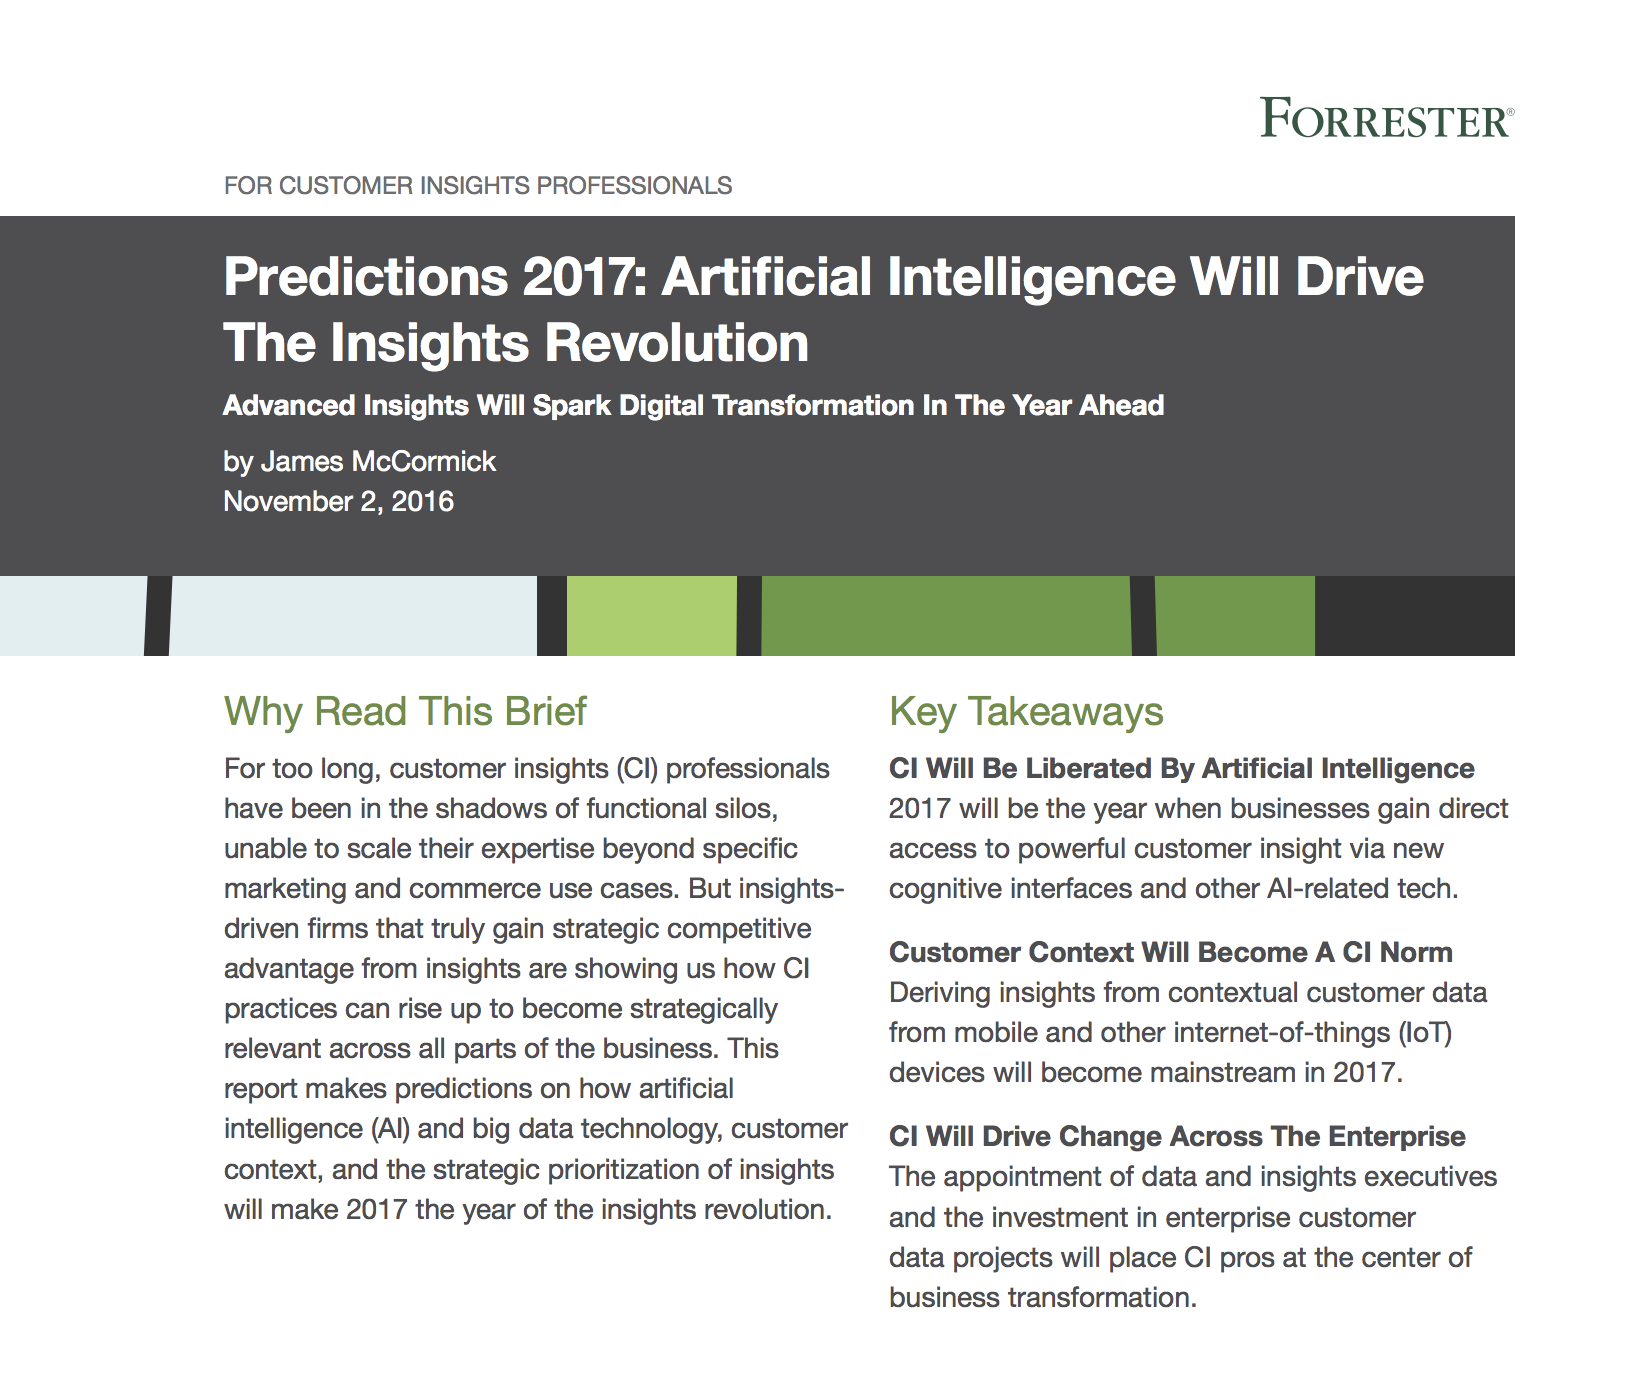 FORRESTER®
FOR CUSTOMER INSIGHTS PROFESSIONALS
Predictions 2017: Artificial Intelligence Will Drive
The Insights Revolution
Advanced Insights Will Spark Digital Transformation In The Year Ahead
by James McCormick
November 2, 2016
Why Read This Brief
For too long, customer insights (CI) professionals
have been in the shadows of functional silos,
unable to scale their expertise beyond specific
marketing and commerce use cases. But insights-
driven firms that truly gain strategic competitive
advantage from insights are showing us how CI
practices can rise up to become strategically
relevant across all parts of the business. This
report makes predictions on how artificial
intelligence (AI) and big data technology, customer
context, and the strategic prioritization of insights
will make 2017 the year of the insights revolution.
Key Takeaways
CI Will Be Liberated By Artificial Intelligence
2017 will be the year when businesses gain direct
access to powerful customer insight via new
cognitive interfaces and other AI-related tech.
Customer Context Will Become A CI Norm
Deriving insights from contextual customer data
from mobile and other internet-of-things (IoT)
devices will become mainstream in 2017.
CI Will Drive Change Across The Enterprise
The appointment of data and insights executives
and the investment in enterprise customer
data projects will place CI pros at the center of
business transformation.